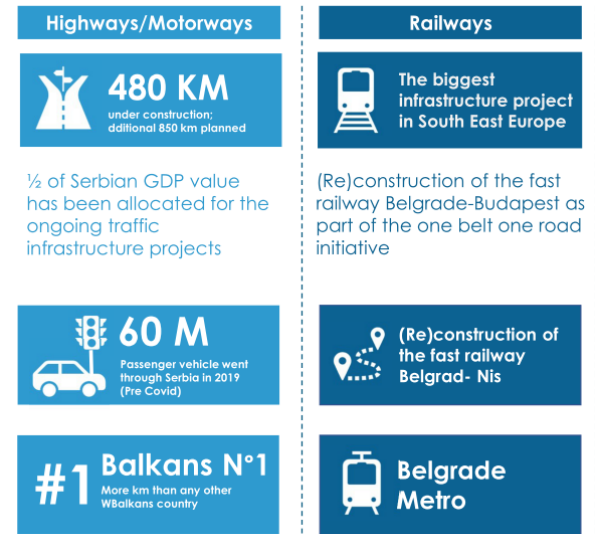 Highways/Motorways
480 KM
under construction;
dditional 850 km planned
½ of Serbian GDP value
has been allocated for the
ongoing traffic
infrastructure projects
60 M
Passenger vehicle went
through Serbia in 2019
(Pre Covid)
#1
Balkans N°1
More km than any other
WBalkans country
Railways
The biggest
infrastructure project
in South East Europe
(Re)construction of the fast
railway Belgrade-Budapest as
part of the one belt one road
initiative
(Re)construction of
the fast railway
Belgrad- Nis
Belgrade
Metro